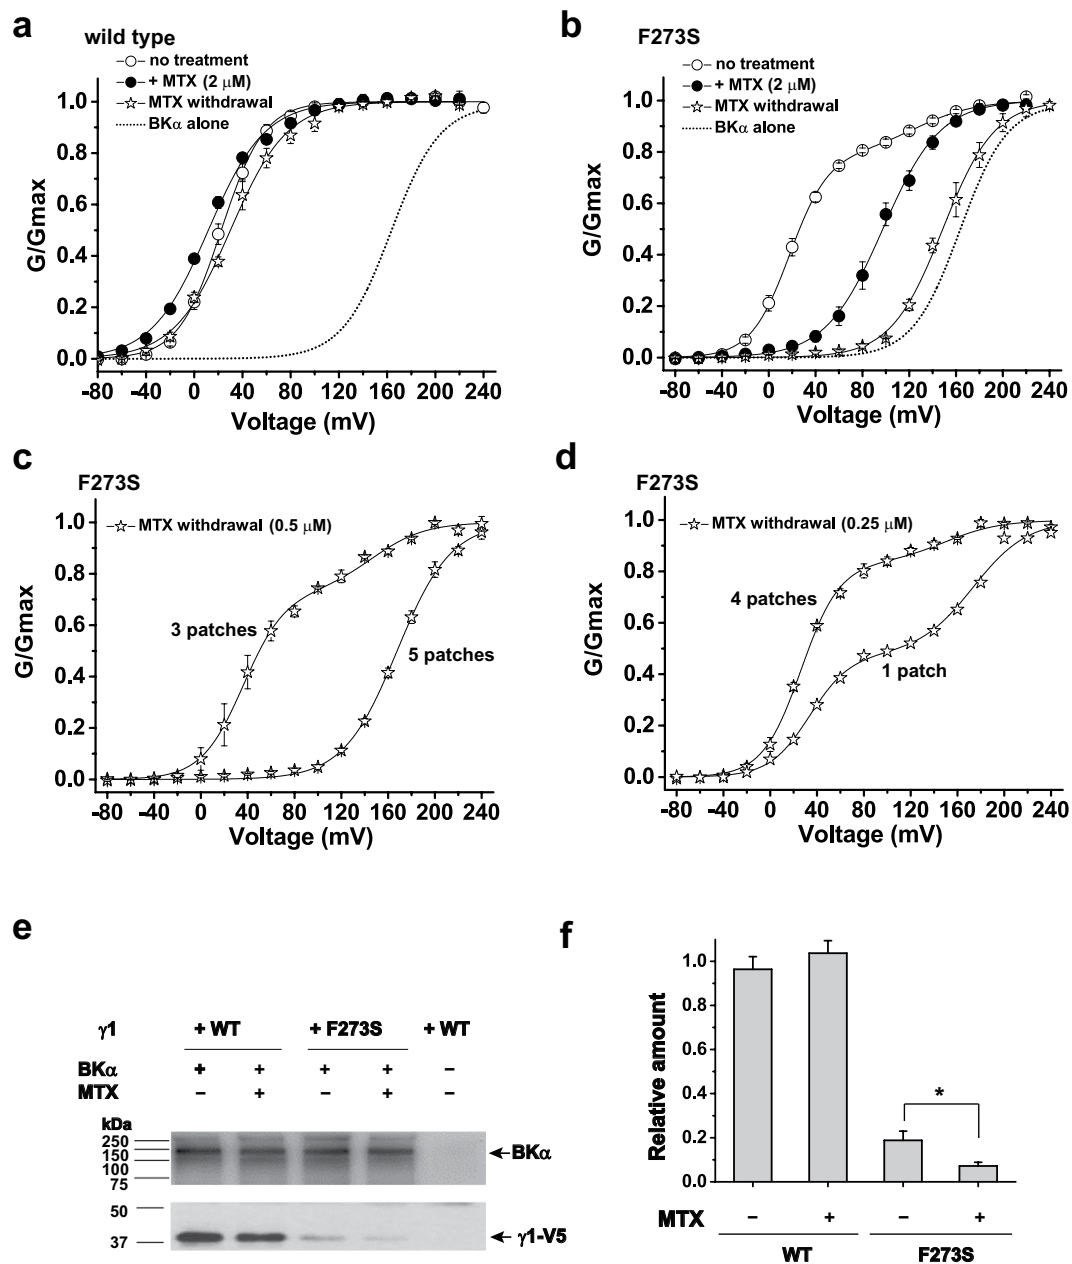 a
wild type
no treatment
+ MTX (2 μM)
MTX withdrawal
BKα alone
G/Gmax
1.0
0.8
0.6
0.4
0.2
0.0
-80 -40 0 40 80 120 160 200 240
Voltage (mV)
b
F273S
no treatment
+ MTX (2 μM)
MTX withdrawal
BKα alone
G/Gmax
1.0
0.8
0.6
0.4
0.2
0.0
-80 -40 0 40 80 120 160 200 240
Voltage (mV)
c
F273S
MTX withdrawal (0.5 μM)
3 patches
5 patches
G/Gmax
1.0
0.8
0.6
0.4
0.2
0.0
-80 -40 0 40 80 120 160 200 240
Voltage (mV)
d
F273S
MTX withdrawal (0.25 μM)
4 patches
1 patch
G/Gmax
1.0
0.8
0.6
0.4
0.2
0.0
-80 -40 0 40 80 120 160 200 240
Voltage (mV)
e
γ1 + WT + F273S + WT
BKα + + + + –
MTX – + – + –
kDa
250
150
100
75
BKα
50
37
γ1-V5
f
Relative amount
1.0
0.8
0.6
0.4
0.2
0.0
*
MTX – + – +
WT F273S